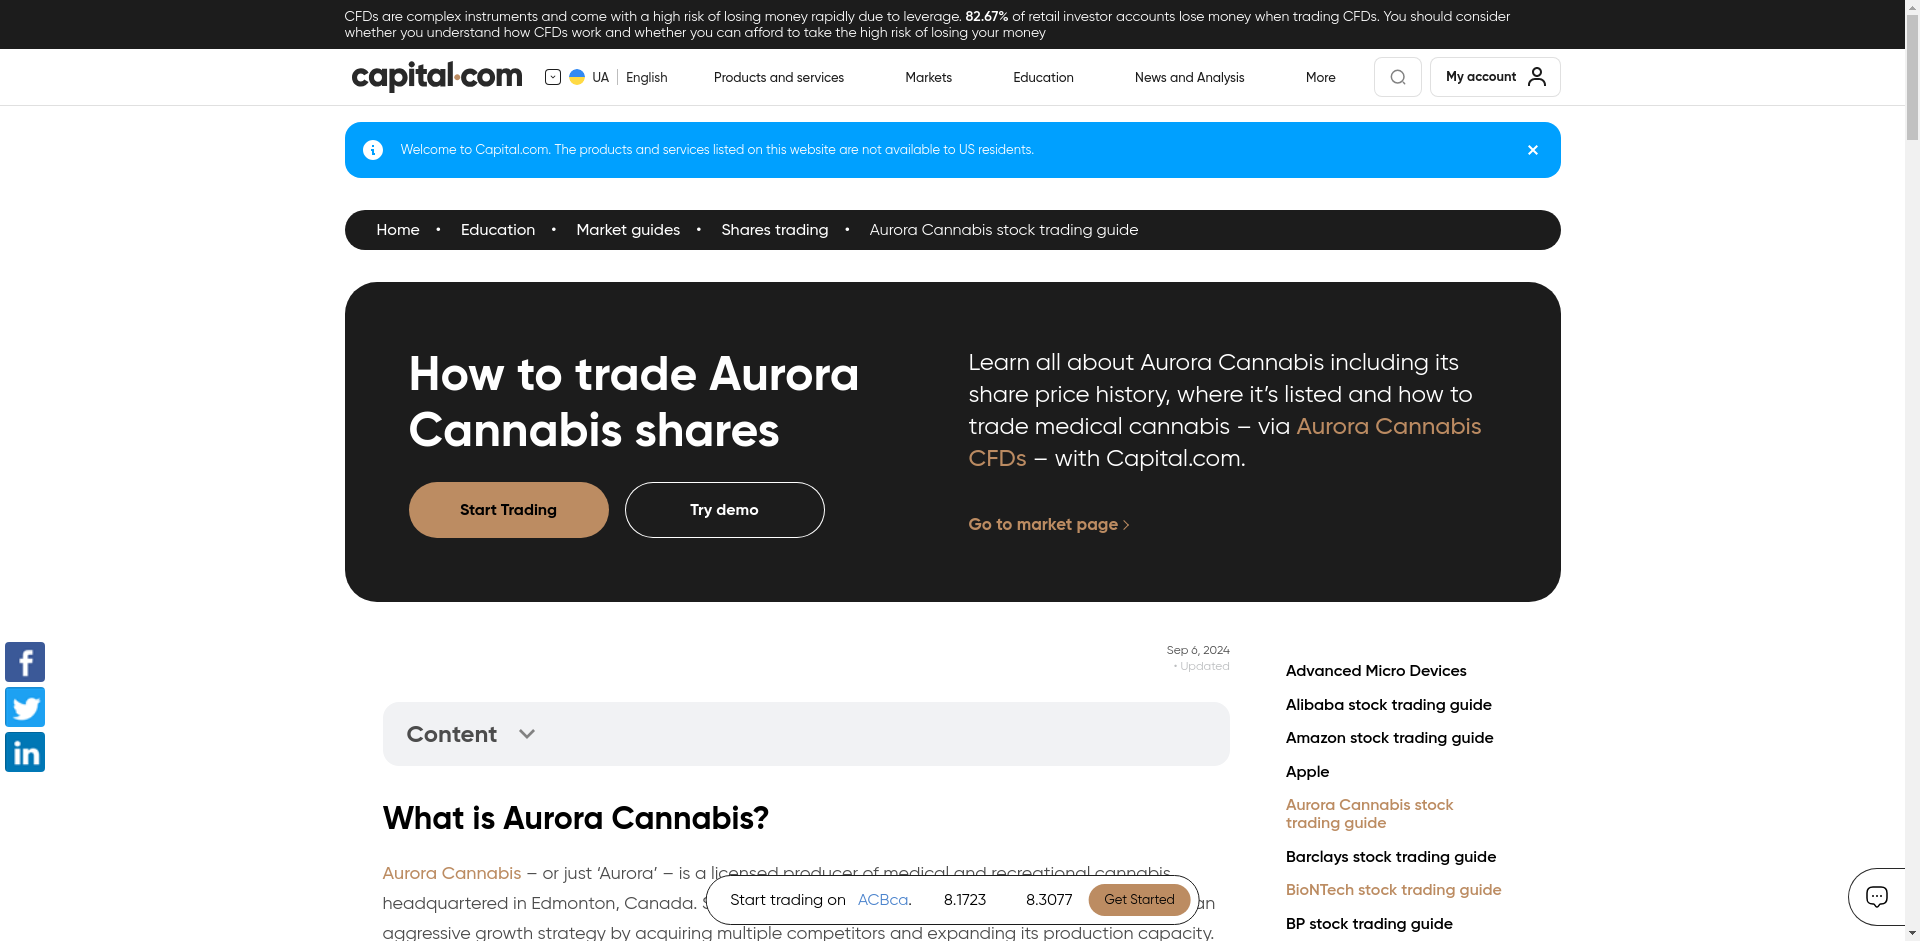 CFDs are complex instruments and come with a high risk of losing money rapidly due to leverage. 82.67% of retail investor accounts lose money when trading CFDs. You should consider
whether you understand how CFDs work and whether you can afford to take the high risk of losing your money
capital.com
UA
English
Products and services
Markets
Education
News and Analysis
More
My account
Welcome to Capital.com. The products and services listed on this website are not available to US residents.
Home • Education • Market guides • Shares trading • Aurora Cannabis stock trading guide
How to trade Aurora
Cannabis shares
Start Trading
Try demo
Learn all about Aurora Cannabis including its
share price history, where it’s listed and how to
trade medical cannabis – via Aurora Cannabis
CFDs – with Capital.com.
Go to market page
Sep 6, 2024
• Updated
Content
What is Aurora Cannabis?
Aurora Cannabis – or just ‘Aurora’ – is a licensed producer of medical and recreational cannabis
headquartered in Edmonton, Canada.
aggressive growth strategy by acquiring multiple competitors and expanding its production capacity.
Start trading on ACBca. 8.1723 8.3077 Get Started
Advanced Micro Devices
Alibaba stock trading guide
Amazon stock trading guide
Apple
Aurora Cannabis stock
trading guide
Barclays stock trading guide
BioNTech stock trading guide
BP stock trading guide